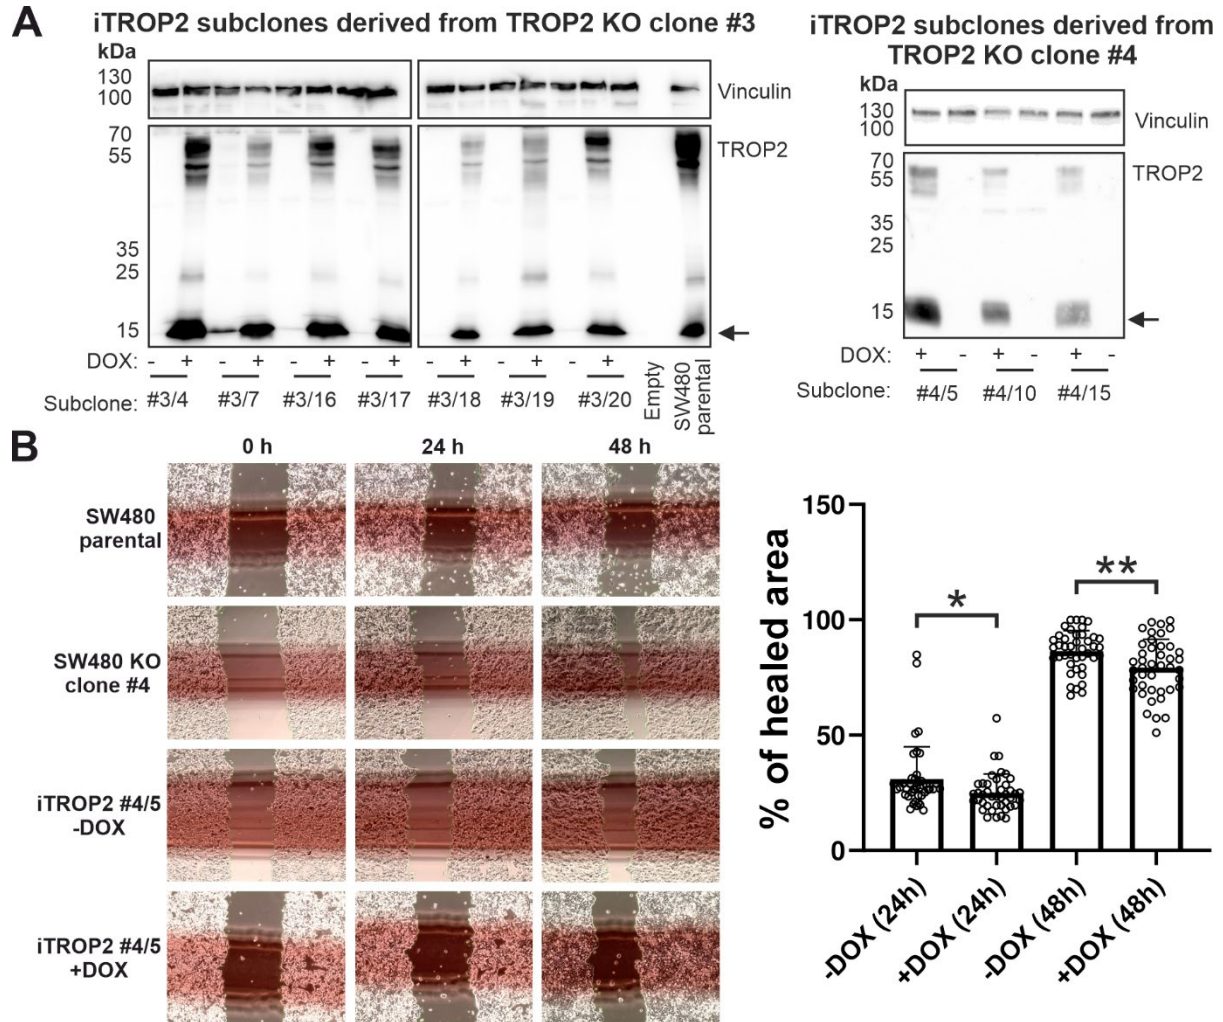 A
iTROP2 subclones derived from TROP2 KO clone #3
kDa
130
100
Vinculin
70
55
TROP2
35
25
15
DOX: - + - + - + - + - + - + - +
Subclone: #3/4 #3/7 #3/16 #3/17 #3/18 #3/19 #3/20
Empty
SW480
parental
iTROP2 subclones derived from
TROP2 KO clone #4
kDa
130
100
Vinculin
70
55
TROP2
35
25
15
DOX: + - + - + -
Subclone: #4/5 #4/10 #4/15
B
0 h 24 h 48 h
SW480
parental
SW480 KO
clone #4
iTROP2 #4/5
-DOX
iTROP2 #4/5
+DOX
% of healed area
150
100
50
0
*
**
-DOX (24h)
+DOX (24h)
-DOX (48h)
+DOX (48h)